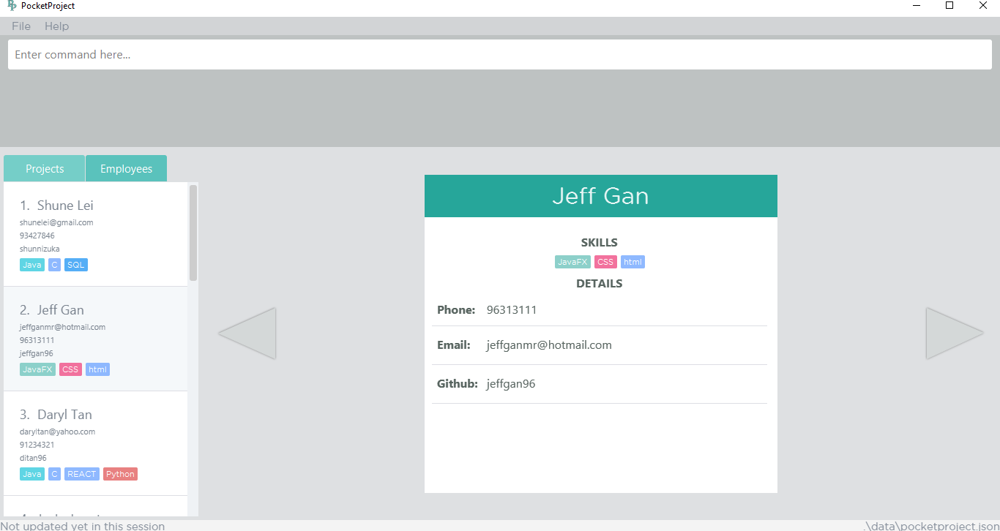 PocketProject
File Help
Enter command here...
Projects Employees
1. Shune Lei
shunelei@gmail.com
93427846
shunnizuka
Java C SQL
2. Jeff Gan
jeffganmr@hotmail.com
96313111
jeffgan96
JavaFX CSS html
3. Daryl Tan
daryltan@yahoo.com
91234321
ditan96
Java C REACT Python
Jeff Gan
SKILLS
JavaFX CSS html
DETAILS
Phone: 96313111
Email: jeffganmr@hotmail.com
Github: jeffgan96
Not updated yet in this session
.\data\pocketproject.json